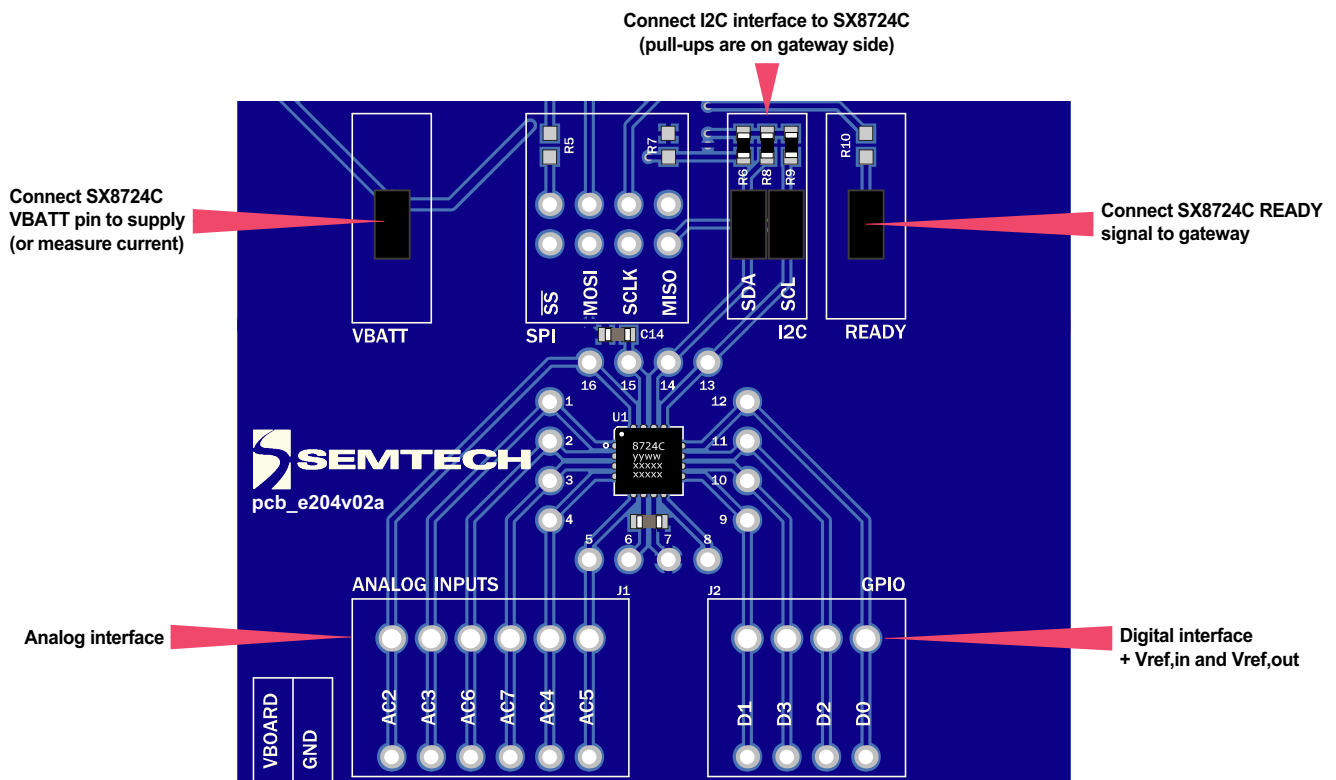 Connect I2C interface to SX8724C
(pull-ups are on gateway side)
Connect SX8724C
VBATT pin to supply
(or measure current)
Connect SX8724C READY
signal to gateway
R5
R7
R6
R8
R9
R10
SS
MOSI
SCLK
MISO
SDA
SCL
VBATT
SPI
C14
I2C
READY
16
15
14
13
1
U1
12
2
11
3
10
4
9
8724C
yyww
xxxxx
xxxxx
SEMTECH
pcb_e204v02a
5
6
7
8
ANALOG INPUTS
J1
J2
GPIO
Analog interface
Digital interface
+ Vref,in and Vref,out
VBOARD
GND
AC2
AC3
AC6
AC7
AC4
AC5
D1
D3
D2
D0